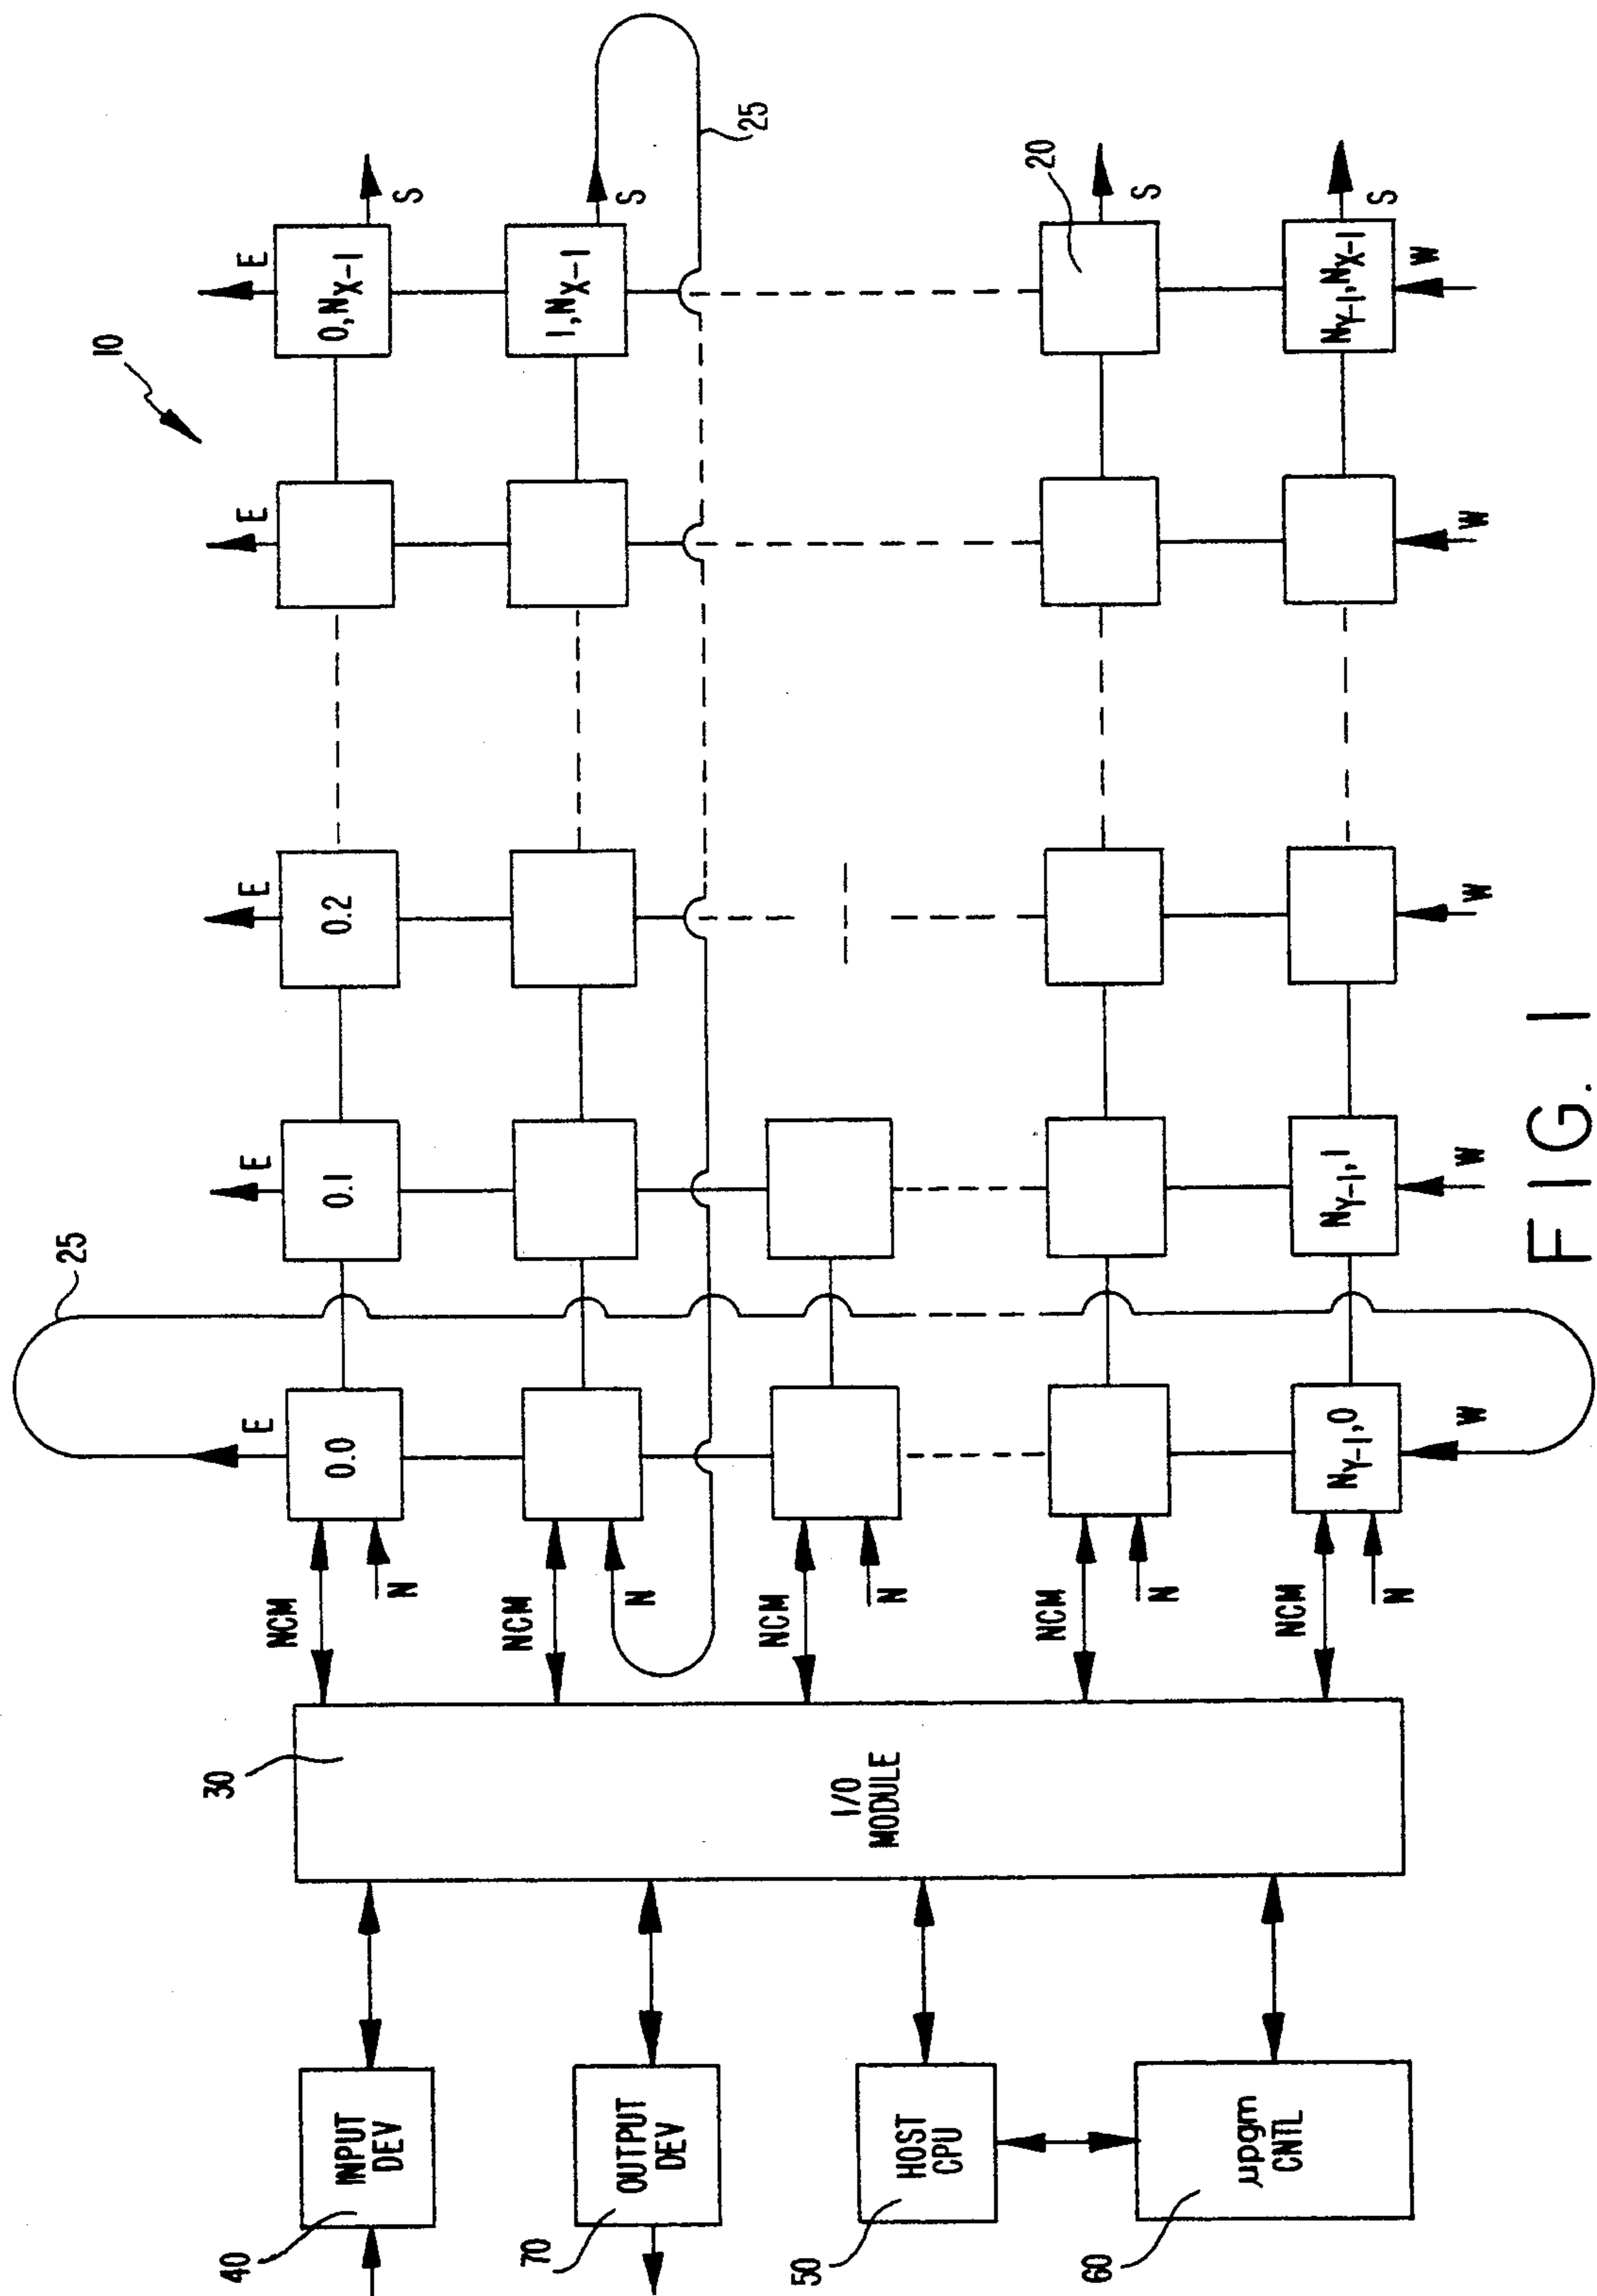 40
INPUT
DEV
70
OUTPUT
DEV
50
HOST
CPU
60
μpgm
CNTL
30
I/O
MODULE
NCM
N
NCM
N
NCM
N
NCM
N
NCM
N
25
10
E
E
E
E
E
0.0
0.1
0.2
0,NX-1
S
1,NX-1
S
25
20
S
NY-1,0
NY-1,1
NY-1,NX-1
S
W
W
W
W
W
FIG. 1